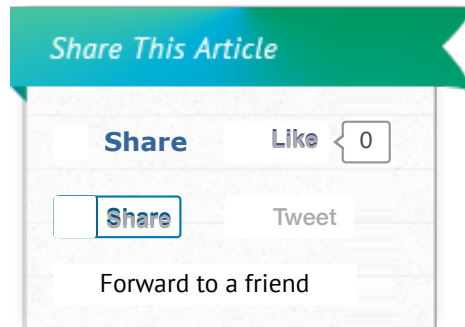 Share This Article
Share Like 0
Share Tweet
Forward to a friend